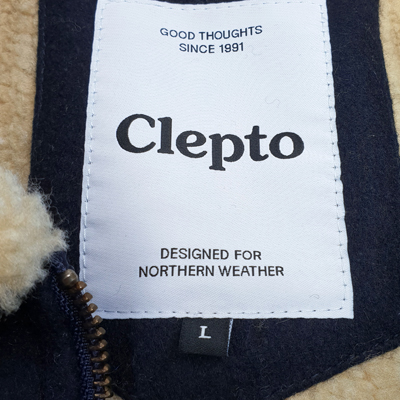 GOOD THOUGHTS
SINCE 1991
Clepto
DESIGNED FOR
NORTHERN WEATHER
L